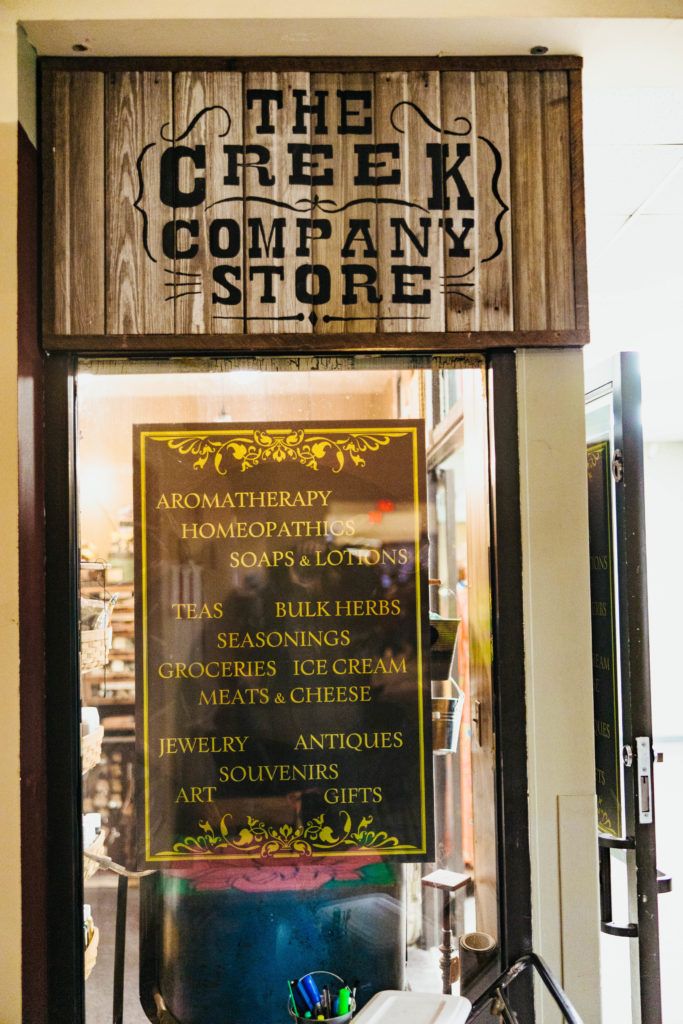 THE
CREEK
COMPANY
STORE
AROMATHERAPY
HOMEOPATHICS
SOAPS & LOTIONS
TEAS BULK HERBS
SEASONINGS
GROCERIES ICE CREAM
MEATS & CHEESE
JEWELRY ANTIQUES
SOUVENIRS
ART GIFTS